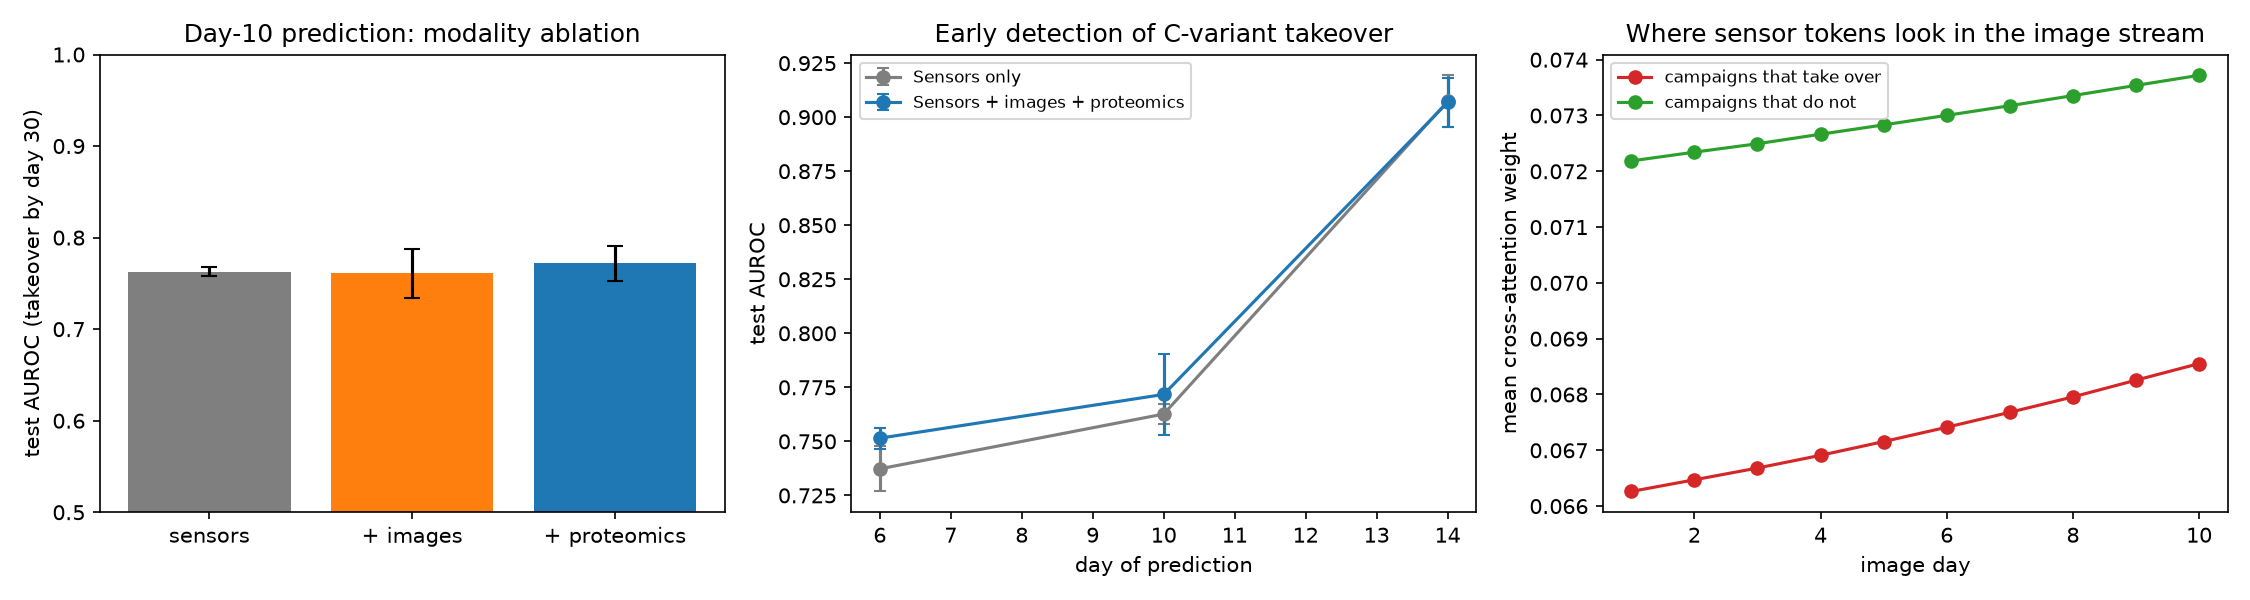 Day-10 prediction: modality ablation
test AUROC (takeover by day 30)
1.0
0.9
0.8
0.7
0.6
0.5
sensors
+ images
+ proteomics
Early detection of C-variant takeover
Sensors only
Sensors + images + proteomics
test AUROC
0.925
0.900
0.875
0.850
0.825
0.800
0.775
0.750
0.725
6
7
8
9
10
11
12
13
14
day of prediction
Where sensor tokens look in the image stream
campaigns that take over
campaigns that do not
mean cross-attention weight
0.074
0.073
0.072
0.071
0.070
0.069
0.068
0.067
0.066
2
4
6
8
10
image day